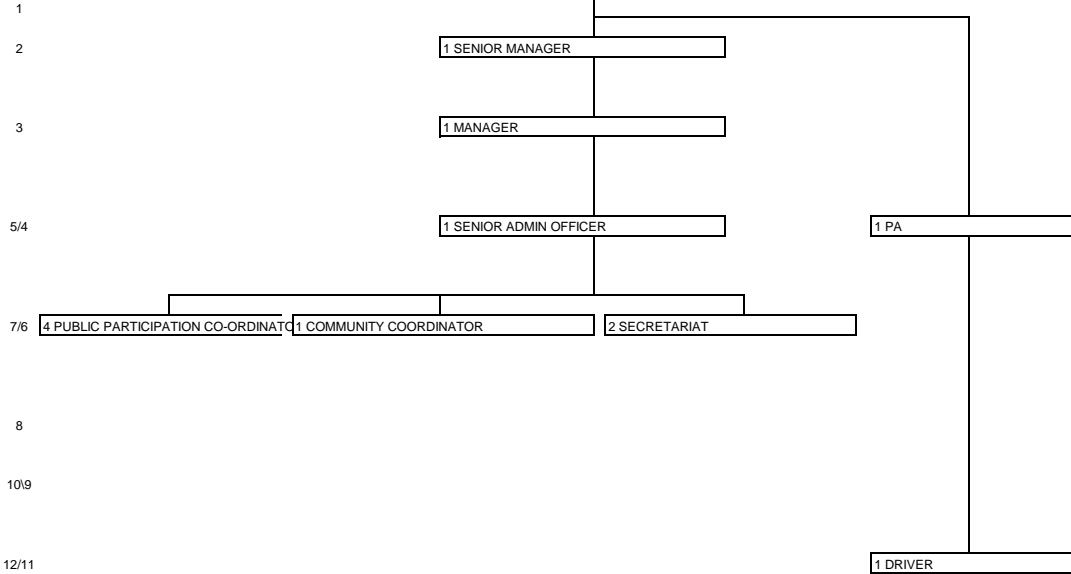 1
2
1 SENIOR MANAGER
3
1 MANAGER
5/4
1 SENIOR ADMIN OFFICER
1 PA
7/6
4 PUBLIC PARTICIPATION CO-ORDINATO
1 COMMUNITY COORDINATOR
2 SECRETARIAT
8
10\9
12/11
1 DRIVER